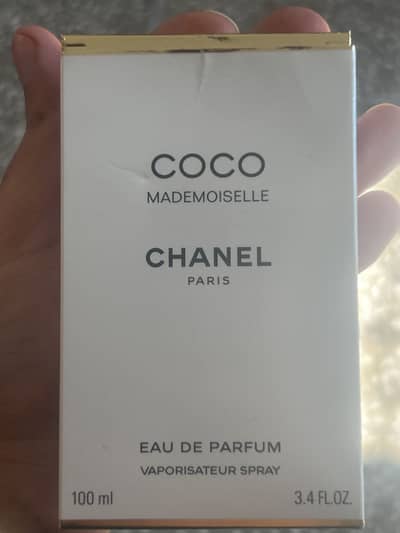 COCO
MADEMOISELLE
CHANEL
PARIS
EAU DE PARFUM
VAPORISATEUR SPRAY
100 ml 3.4 FL.OZ.